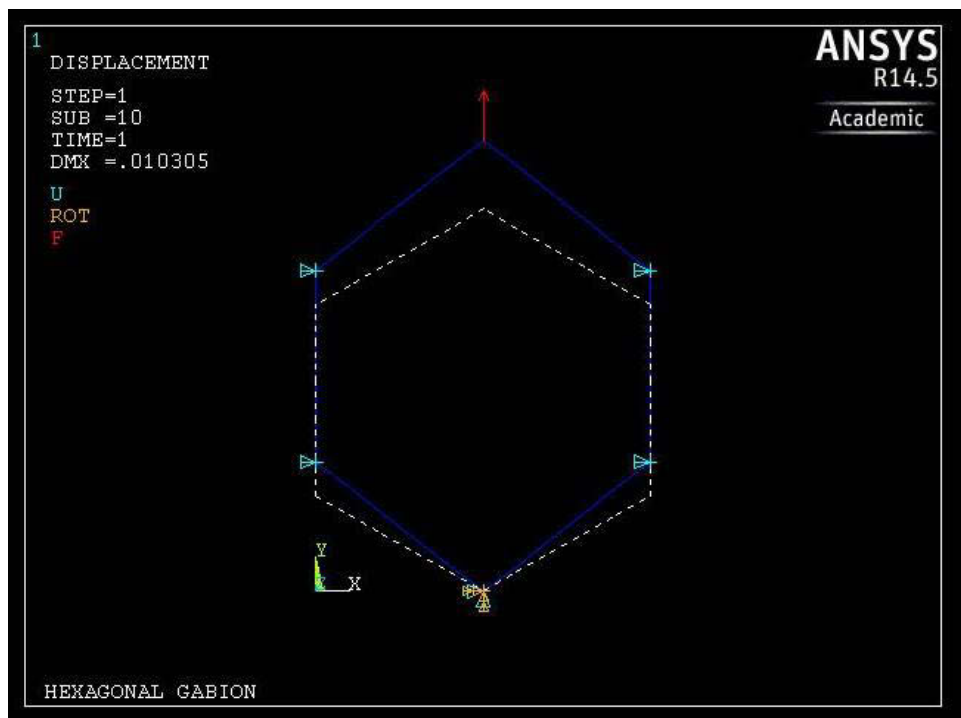 1
DISPLACEMENT
STEP=1
SUB =10
TIME=1
DMX =.010305
U
ROT
F
ANSYS
R14.5
Academic
Y
X
HEXAGONAL GABION